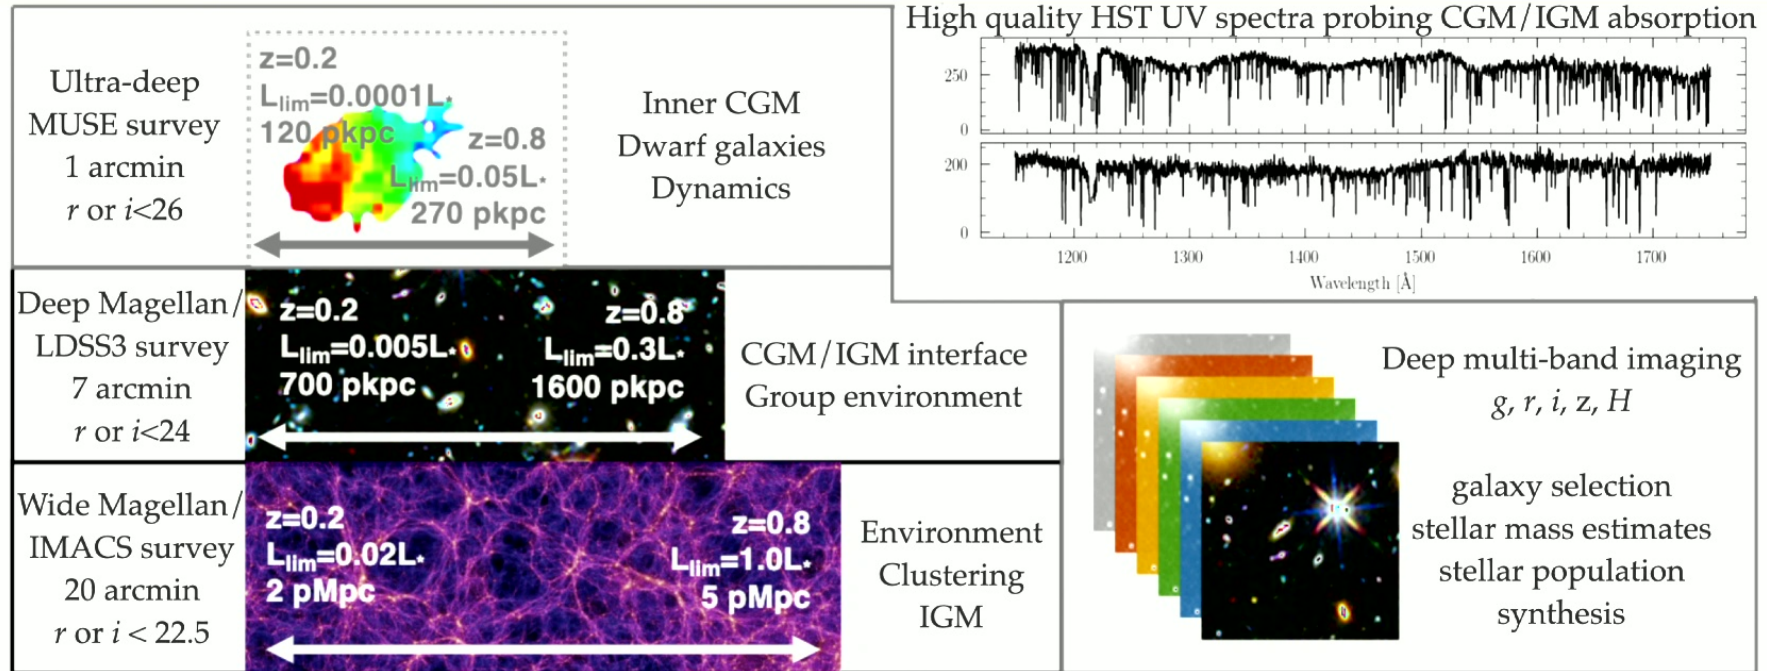 Ultra-deep
MUSE survey
1 arcmin
r or i<26
z=0.2
Llim=0.0001L*
120 pkpc
z=0.8
Llim=0.05L*
270 pkpc
Inner CGM
Dwarf galaxies
Dynamics
High quality HST UV spectra probing CGM/IGM absorption
250
0
200
0
1200 1300 1400 1500 1600 1700
Wavelength [Å]
Deep Magellan/
LDSS3 survey
7 arcmin
r or i<24
z=0.2
Llim=0.005L*
700 pkpc
z=0.8
Llim=0.3L*
1600 pkpc
CGM/IGM interface
Group environment
Wide Magellan/
IMACS survey
20 arcmin
r or i < 22.5
z=0.2
Llim=0.02L*
2 pMpc
z=0.8
Llim=1.0L*
5 pMpc
Environment
Clustering
IGM
Deep multi-band imaging
g, r, i, z, H
galaxy selection
stellar mass estimates
stellar population
synthesis